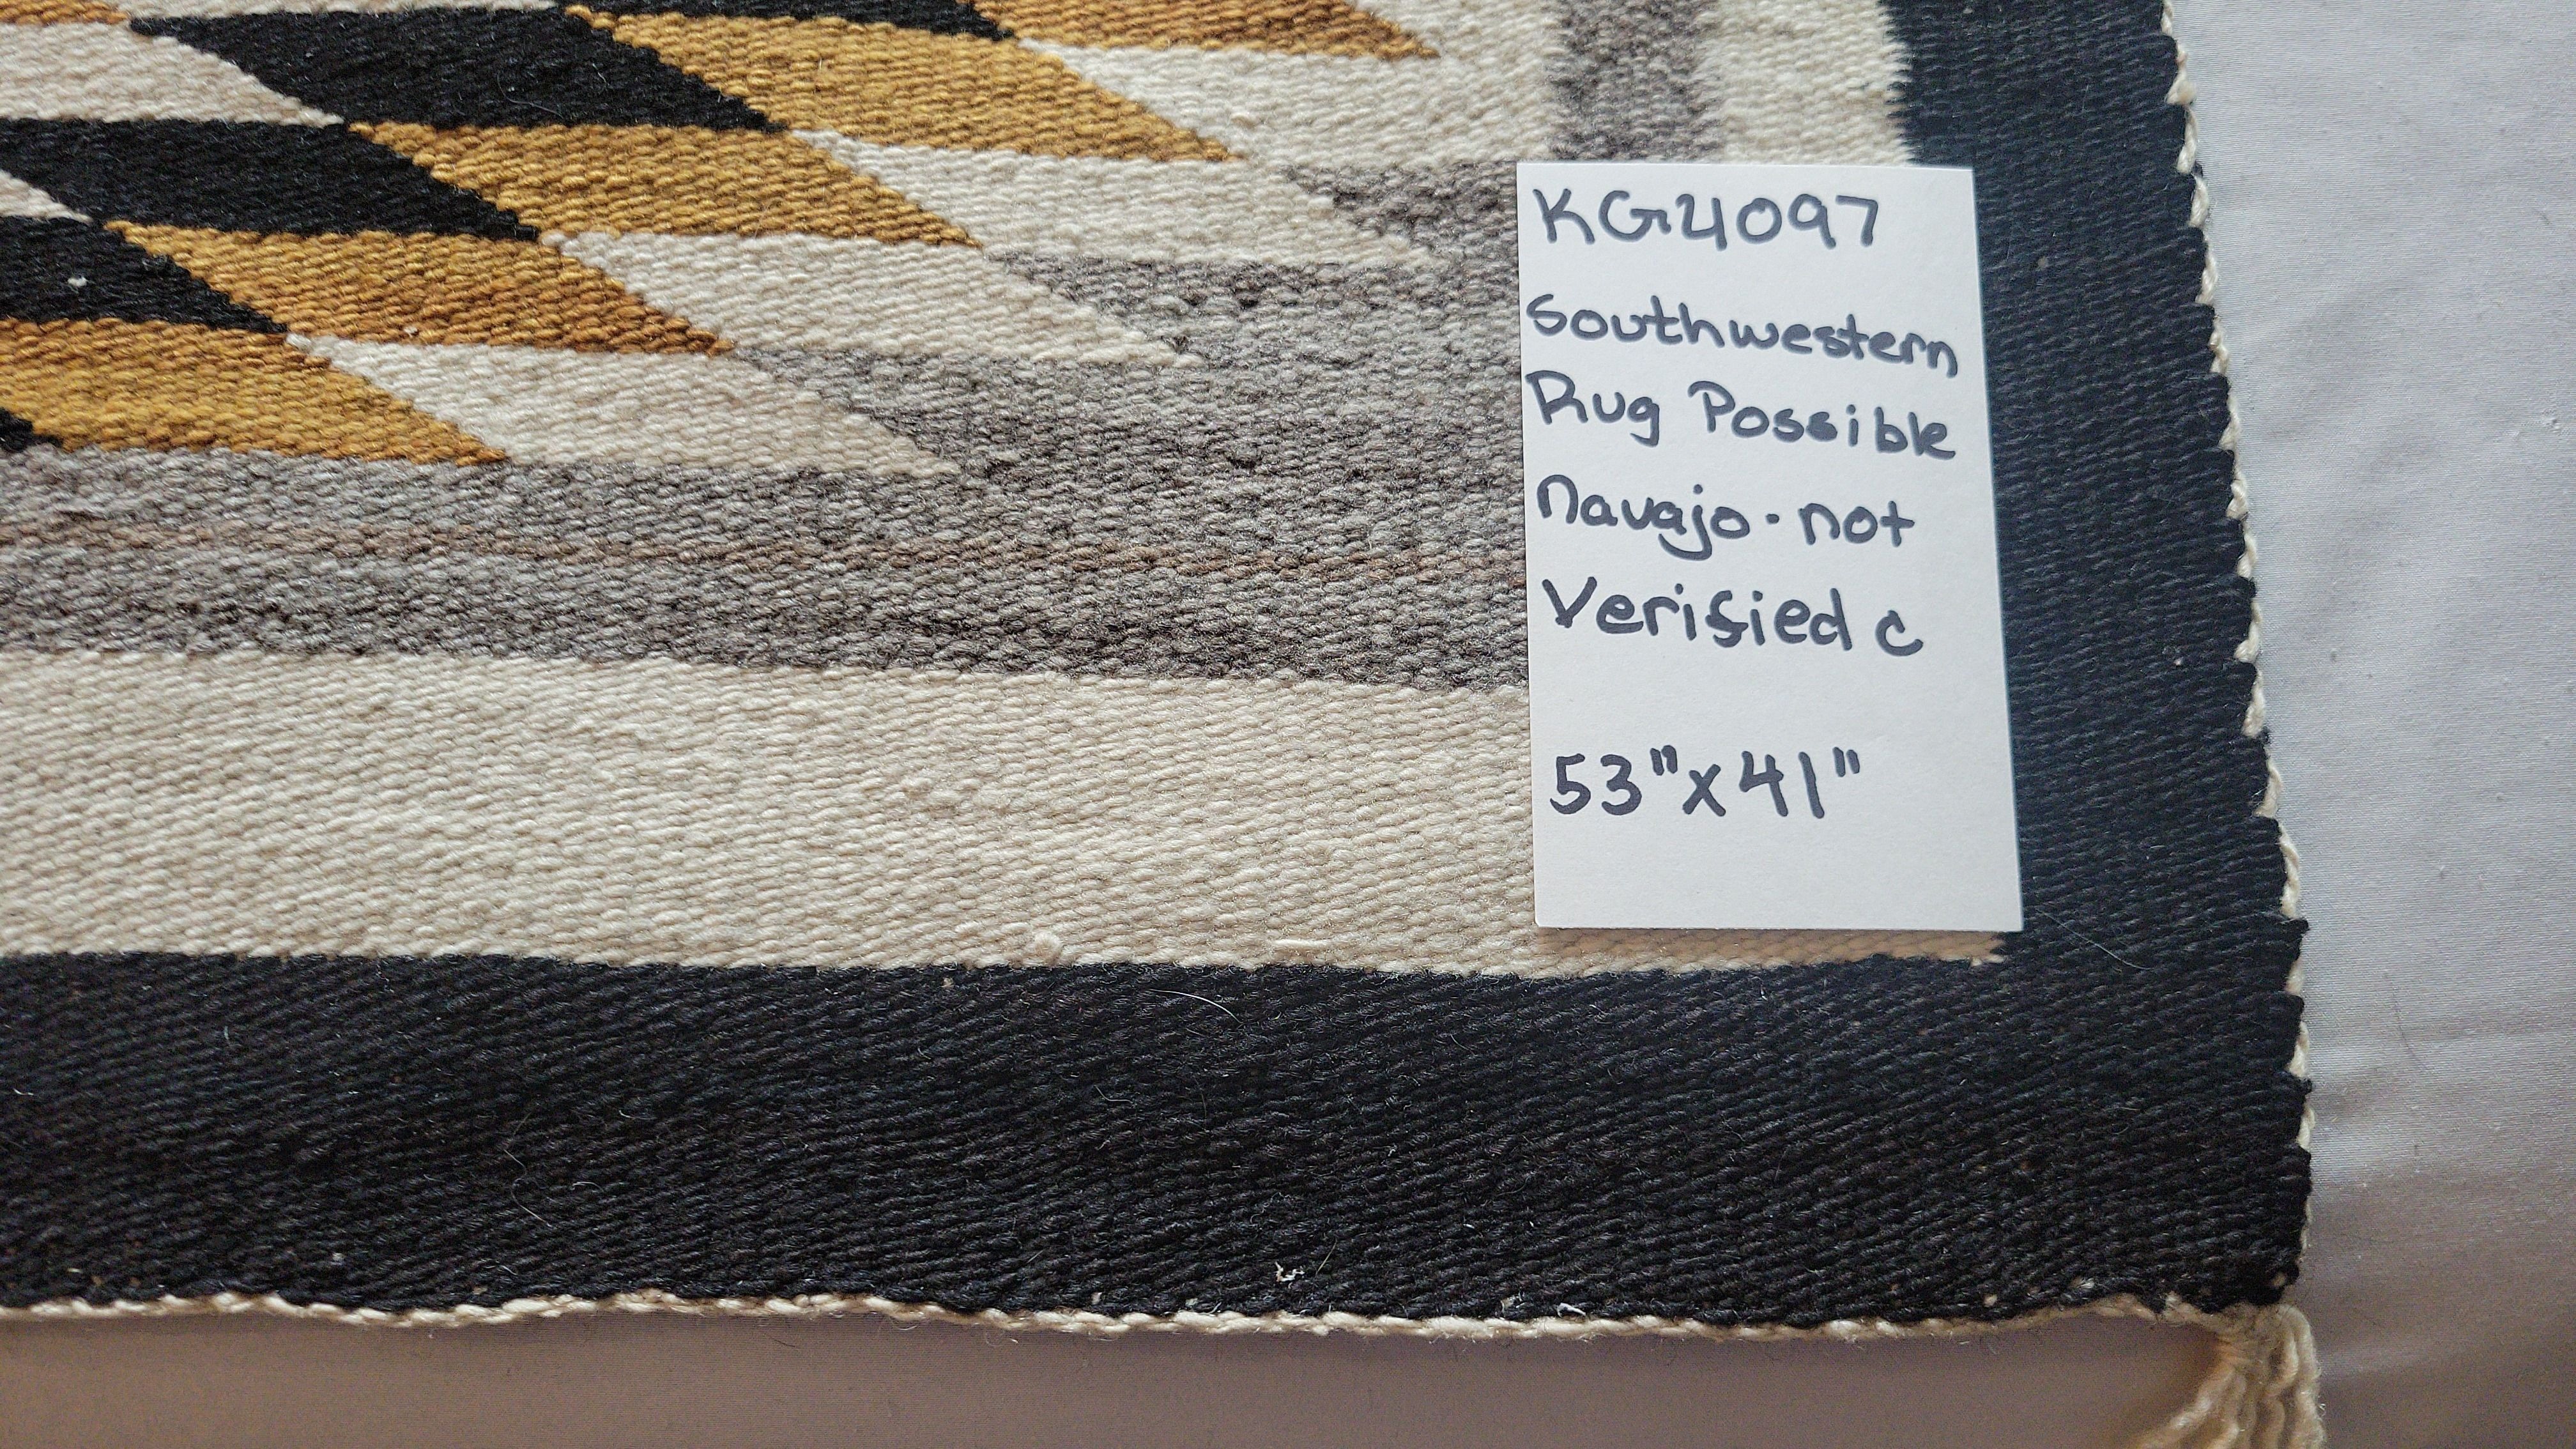 KG4097
Southwestern
Rug Possible
Navajo · not
Verified c
53"x41"